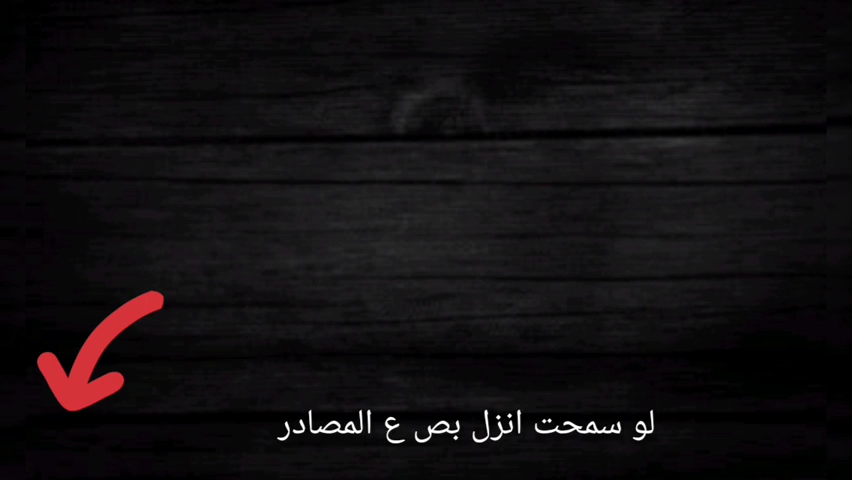 لو سمحت انزل بص ع المصادر